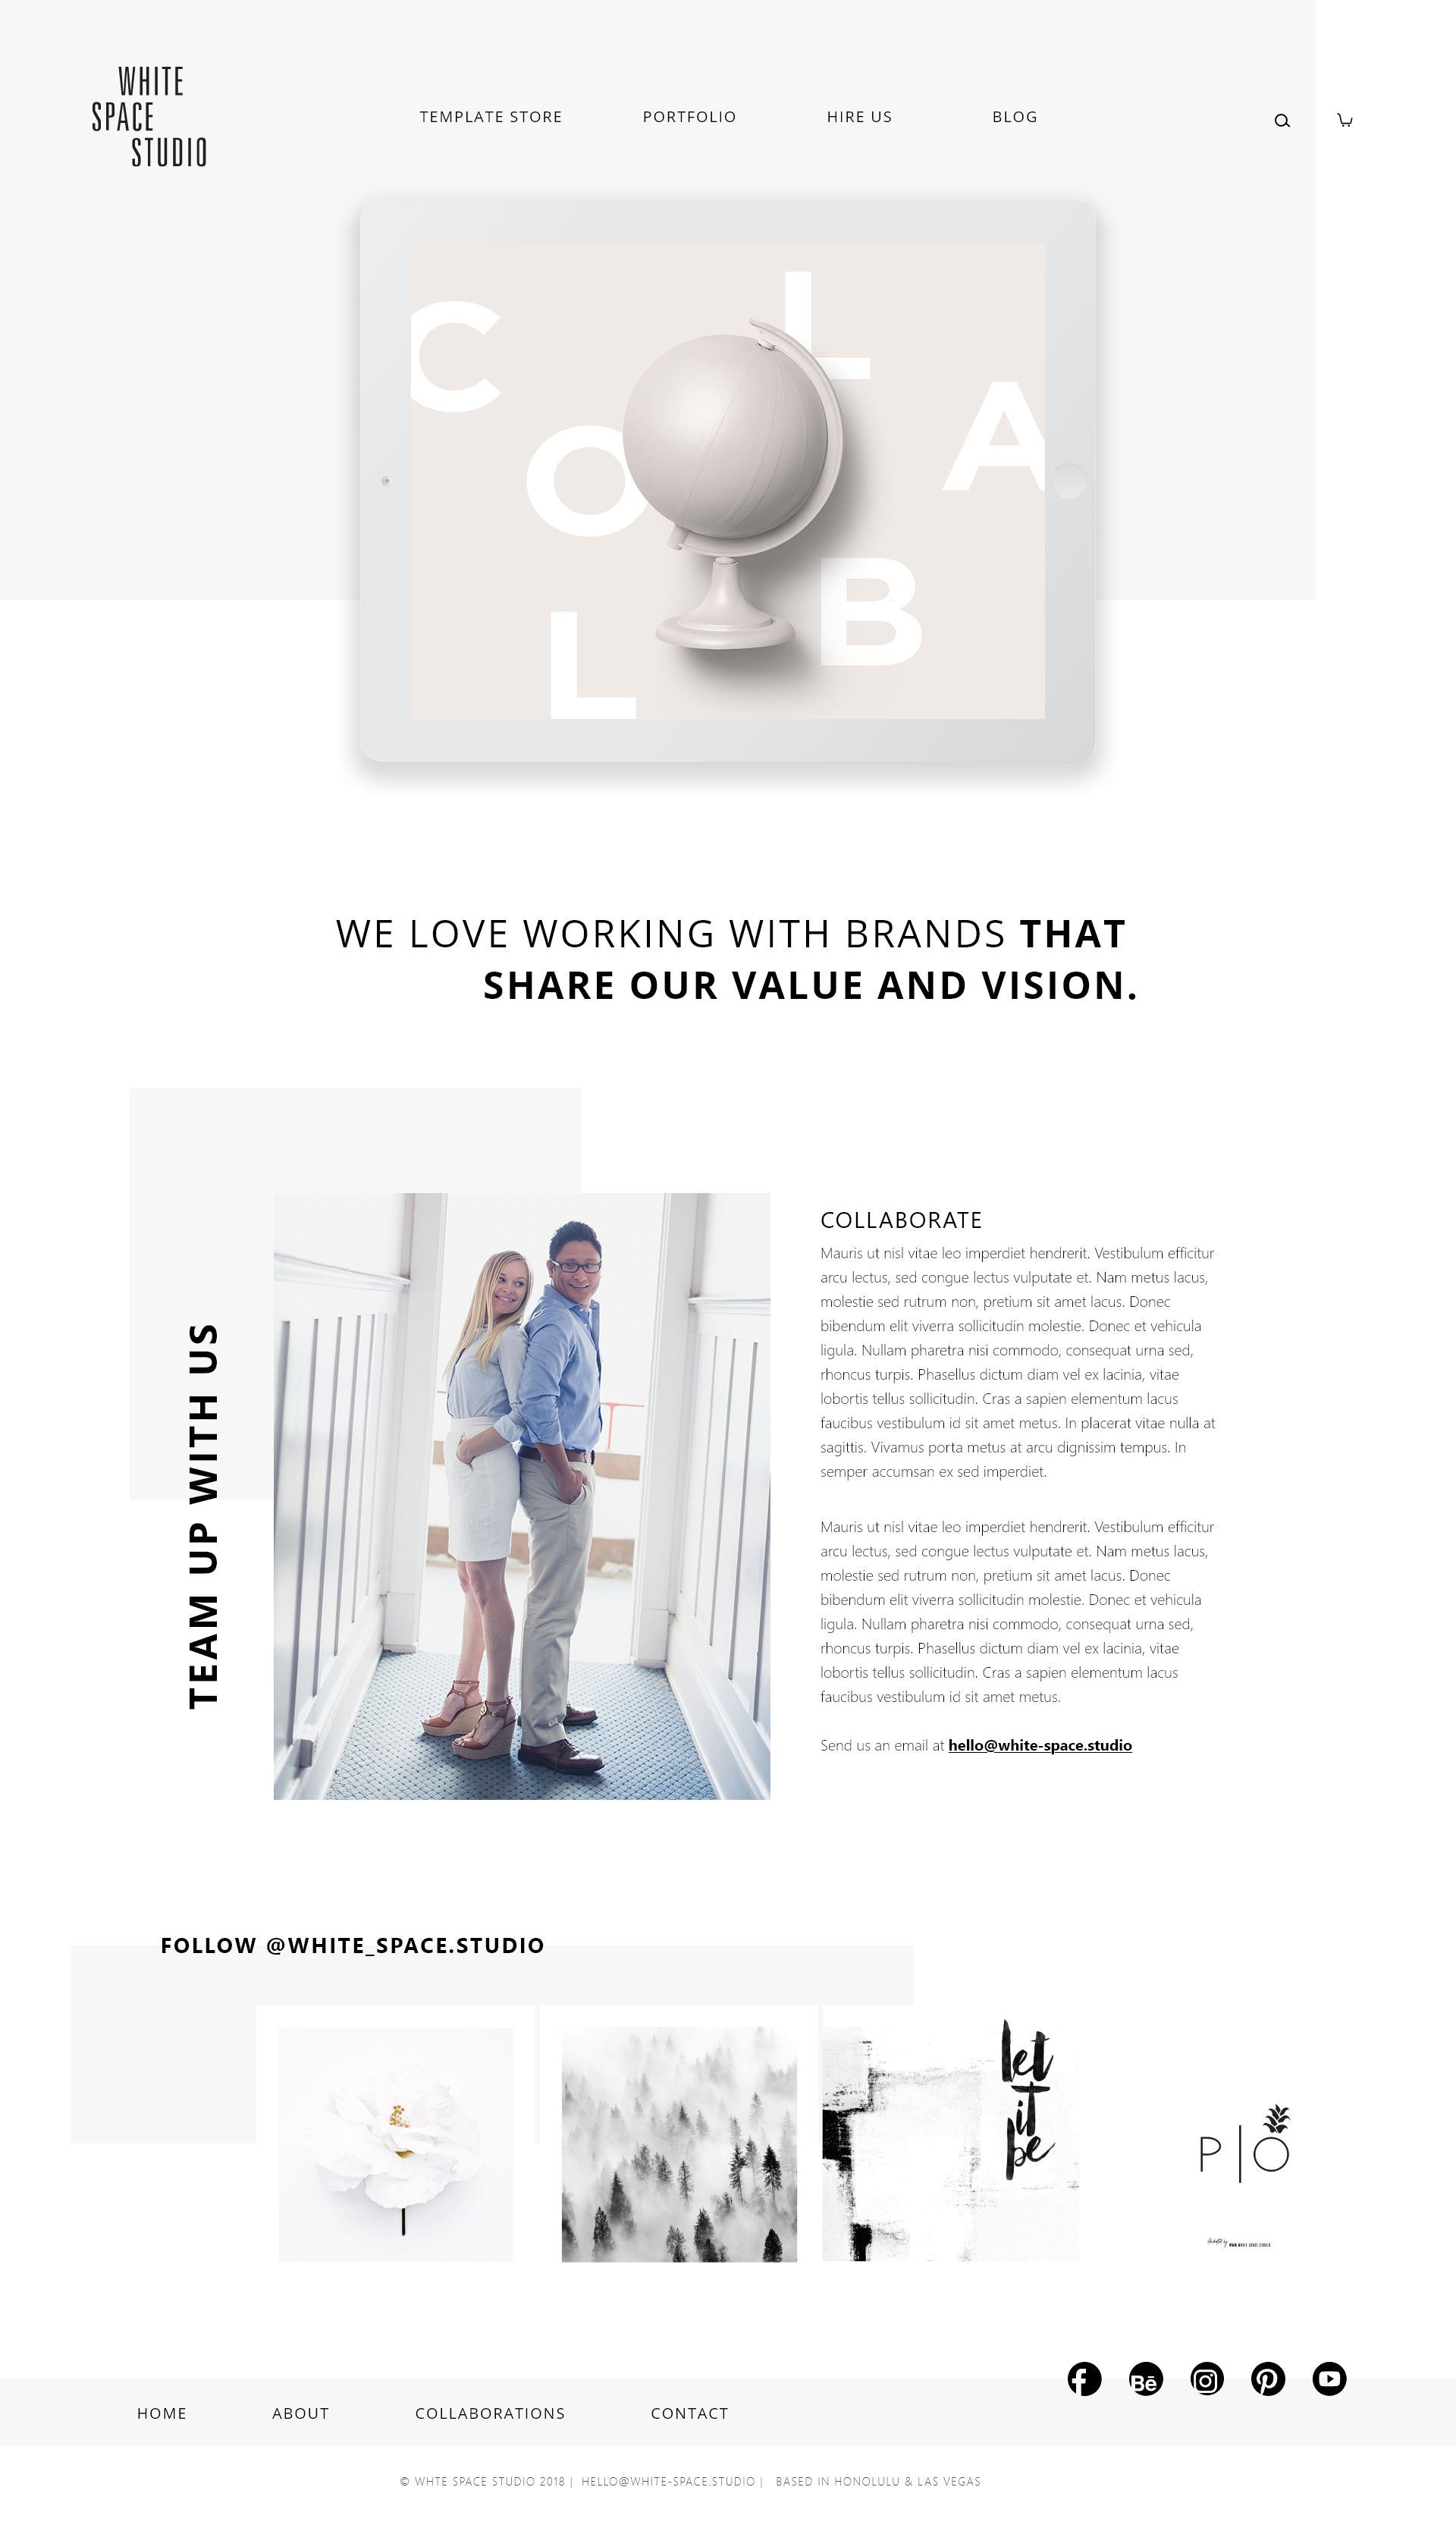 WHITE
SPACE
STUDIO
TEMPLATE STORE
PORTFOLIO
HIRE US
BLOG
C
O
L
L
A
B
WE LOVE WORKING WITH BRANDS THAT
SHARE OUR VALUE AND VISION.
TEAM UP WITH US
COLLABORATE
Mauris ut nisl vitae leo imperdiet hendrerit. Vestibulum efficitur
arcu lectus, sed congue lectus vulputate et. Nam metus lacus,
molestie sed rutrum non, pretium sit amet lacus. Donec
bibendum elit viverra sollicitudin molestie. Donec et vehicula
ligula. Nullam pharetra nisi commodo, consequat urna sed,
rhoncus turpis. Phasellus dictum diam vel ex lacinia, vitae
lobortis tellus sollicitudin. Cras a sapien elementum lacus
faucibus vestibulum id sit amet metus. In placerat vitae nulla at
sagittis. Vivamus porta metus at arcu dignissim tempus. In
semper accumsan ex sed imperdiet.
Mauris ut nisl vitae leo imperdiet hendrerit. Vestibulum efficitur
arcu lectus, sed congue lectus vulputate et. Nam metus lacus,
molestie sed rutrum non, pretium sit amet lacus. Donec
bibendum elit viverra sollicitudin molestie. Donec et vehicula
ligula. Nullam pharetra nisi commodo, consequat urna sed,
rhoncus turpis. Phasellus dictum diam vel ex lacinia, vitae
lobortis tellus sollicitudin. Cras a sapien elementum lacus
faucibus vestibulum id sit amet metus.
Send us an email at hello@white-space.studio
FOLLOW @WHITE_SPACE.STUDIO
let
it
be
P|O
WWW.WHITE-SPACE.STUDIO
Bē
HOME
ABOUT
COLLABORATIONS
CONTACT
© WHTE SPACE STUDIO 2018 | HELLO@WHITE-SPACE.STUDIO | BASED IN HONOLULU & LAS VEGAS